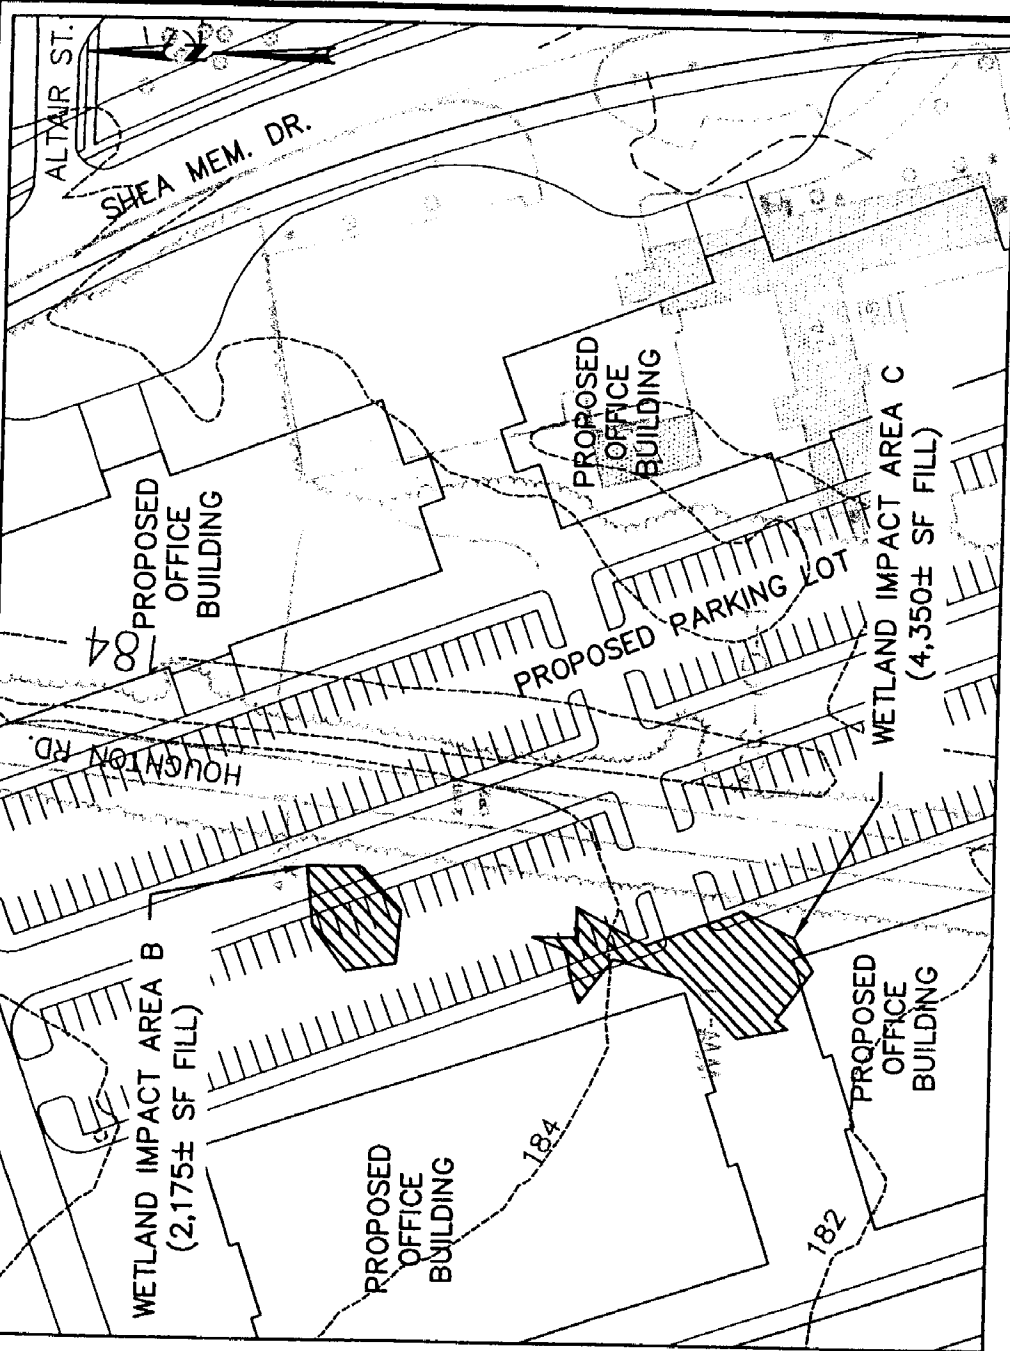 ALTAIR ST.
N
SHEA MEM. DR.
PROPOSED
OFFICE
BUILDING
PROPOSED
OFFICE
BUILDING
184
HOUGHTON RD.
PROPOSED PARKING LOT
WETLAND IMPACT AREA C
(4,350± SF FILL)
WETLAND IMPACT AREA B
(2,175± SF FILL)
PROPOSED
OFFICE
BUILDING
PROPOSED
OFFICE
BUILDING
184
182